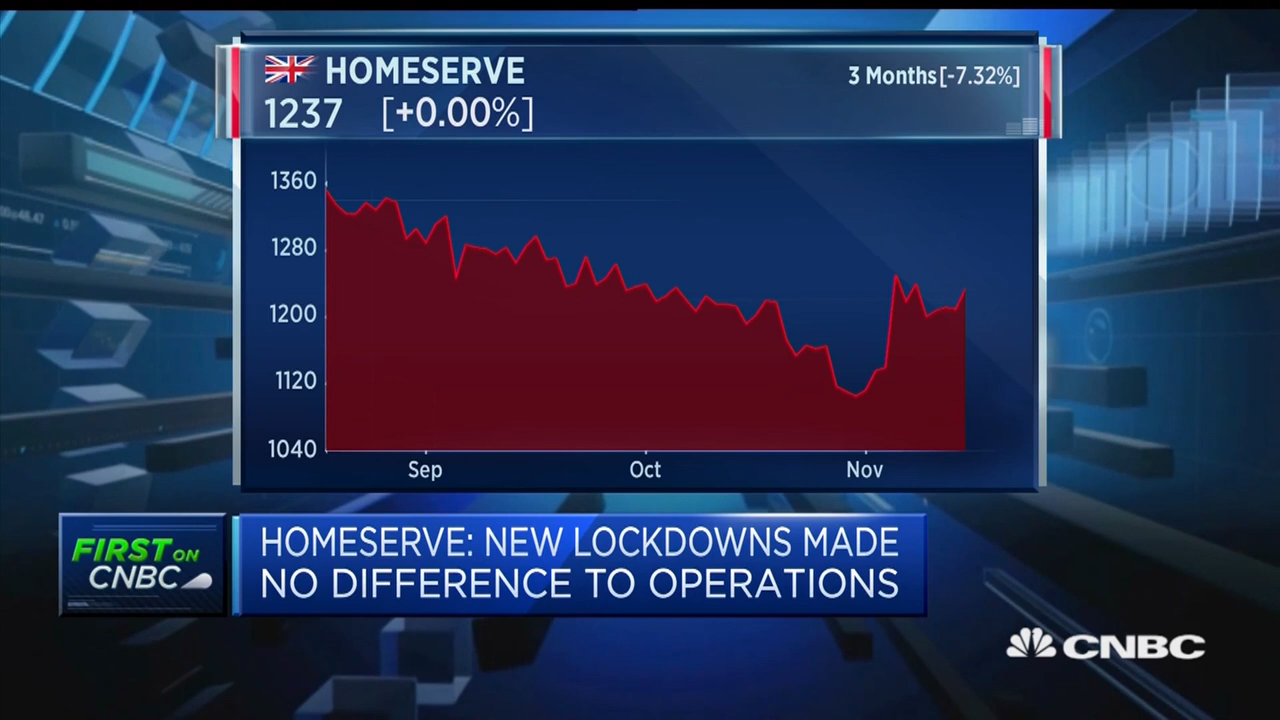 HOMESERVE
3 Months[-7.32%]
1237 [+0.00%]
1360
1280
1200
1120
1040
Sep Oct Nov
FIRST ON
CNBC
HOMESERVE: NEW LOCKDOWNS MADE
NO DIFFERENCE TO OPERATIONS
CNBC